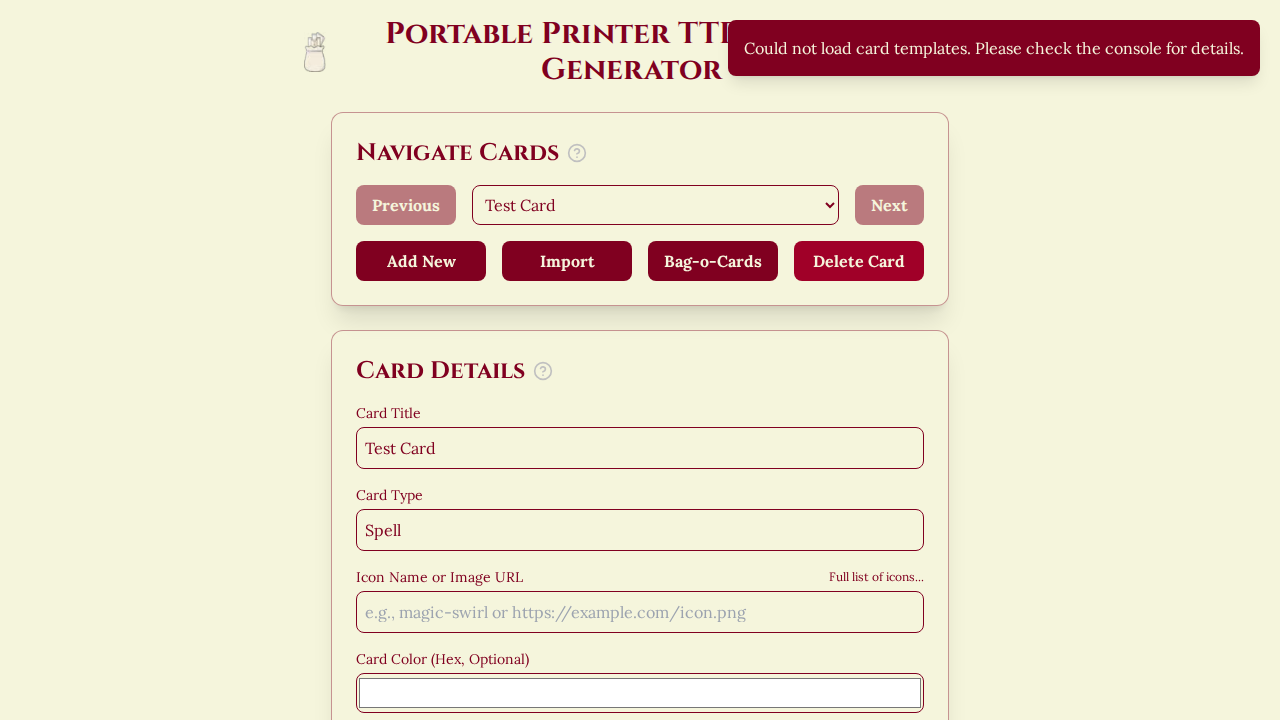 Portable Printer TT
Generator
Could not load card templates. Please check the console for details.
Navigate Cards
Previous
Test Card
Next
Add New
Import
Bag-o-Cards
Delete Card
Card Details
Card Title
Test Card
Card Type
Spell
Icon Name or Image URL
Full list of icons...
e.g., magic-swirl or https://example.com/icon.png
Card Color (Hex, Optional)